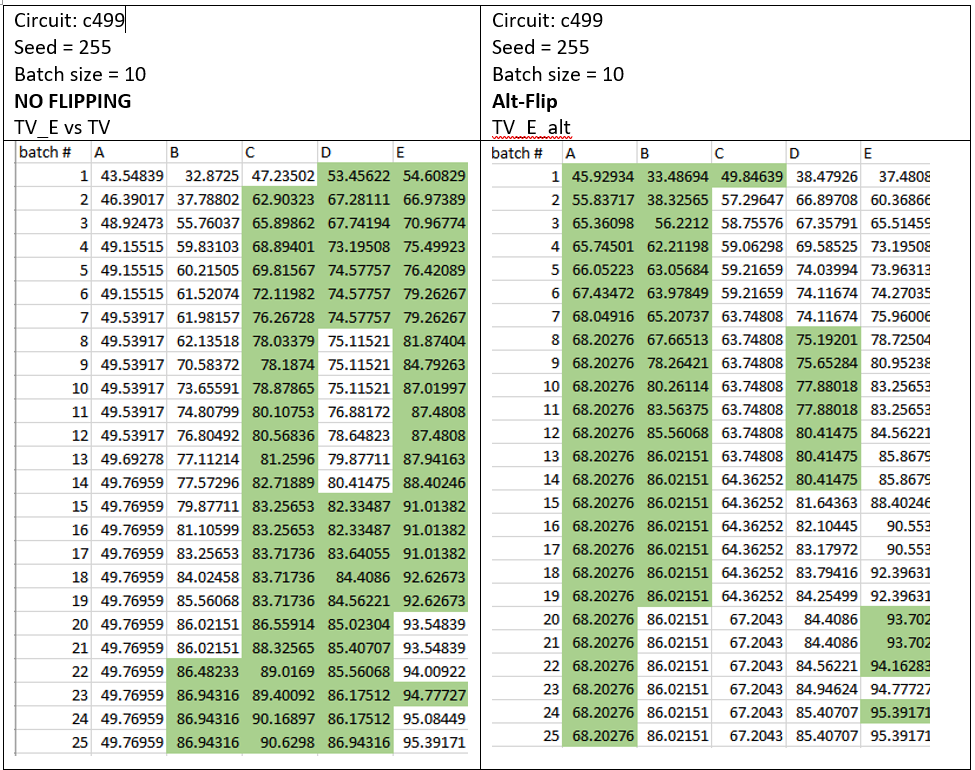 Circuit: c499
Seed = 255
Batch size = 10
NO FLIPPING
TV_E vs TV
batch # A B C D E
1 43.54839 32.8725 47.23502 53.45622 54.60829
2 46.39017 37.78802 62.90323 67.28111 66.97389
3 48.92473 55.76037 65.89862 67.74194 70.96774
4 49.15515 59.83103 68.89401 73.19508 75.49923
5 49.15515 60.21505 69.81567 74.57757 76.42089
6 49.15515 61.52074 72.11982 74.57757 79.26267
7 49.53917 61.98157 76.26728 74.57757 79.26267
8 49.53917 62.13518 78.03379 75.11521 81.87404
9 49.53917 70.58372 78.1874 75.11521 84.79263
10 49.53917 73.65591 78.87865 75.11521 87.01997
11 49.53917 74.80799 80.10753 76.88172 87.4808
12 49.53917 76.80492 80.56836 78.64823 87.4808
13 49.69278 77.11214 81.2596 79.87711 87.94163
14 49.76959 77.57296 82.71889 80.41475 88.40246
15 49.76959 79.87711 83.25653 82.33487 91.01382
16 49.76959 81.10599 83.25653 82.33487 91.01382
17 49.76959 83.25653 83.71736 83.64055 91.01382
18 49.76959 84.02458 83.71736 84.4086 92.62673
19 49.76959 85.56068 83.71736 84.56221 92.62673
20 49.76959 86.02151 86.55914 85.02304 93.54839
21 49.76959 86.02151 88.32565 85.40707 93.54839
22 49.76959 86.48233 89.0169 85.56068 94.00922
23 49.76959 86.94316 89.40092 86.17512 94.77727
24 49.76959 86.94316 90.16897 86.17512 95.08449
25 49.76959 86.94316 90.6298 86.94316 95.39171
Circuit: c499
Seed = 255
Batch size = 10
Alt-Flip
TV_E_alt
batch # A B C D E
1 45.92934 33.48694 49.84639 38.47926 37.4808
2 55.83717 38.32565 57.29647 66.89708 60.36866
3 65.36098 56.2212 58.75576 67.35791 65.51459
4 65.74501 62.21198 59.06298 69.58525 73.19508
5 66.05223 63.05684 59.21659 74.03994 73.96313
6 67.43472 63.97849 59.21659 74.11674 74.27035
7 68.04916 65.20737 63.74808 74.11674 75.96006
8 68.20276 67.66513 63.74808 75.19201 78.72504
9 68.20276 78.26421 63.74808 75.65284 80.95238
10 68.20276 80.26114 63.74808 77.88018 83.25653
11 68.20276 83.56375 63.74808 77.88018 83.25653
12 68.20276 85.56068 63.74808 80.41475 84.56221
13 68.20276 86.02151 63.74808 80.41475 85.8679
14 68.20276 86.02151 64.36252 80.41475 85.8679
15 68.20276 86.02151 64.36252 81.64363 88.40246
16 68.20276 86.02151 64.36252 82.10445 90.553
17 68.20276 86.02151 64.36252 83.17972 90.553
18 68.20276 86.02151 64.36252 83.79416 92.39631
19 68.20276 86.02151 64.36252 84.25499 92.39631
20 68.20276 86.02151 67.2043 84.4086 93.702
21 68.20276 86.02151 67.2043 84.4086 93.702
22 68.20276 86.02151 67.2043 84.56221 94.16283
23 68.20276 86.02151 67.2043 84.94624 94.77727
24 68.20276 86.02151 67.2043 85.40707 95.39171
25 68.20276 86.02151 67.2043 85.40707 95.39171